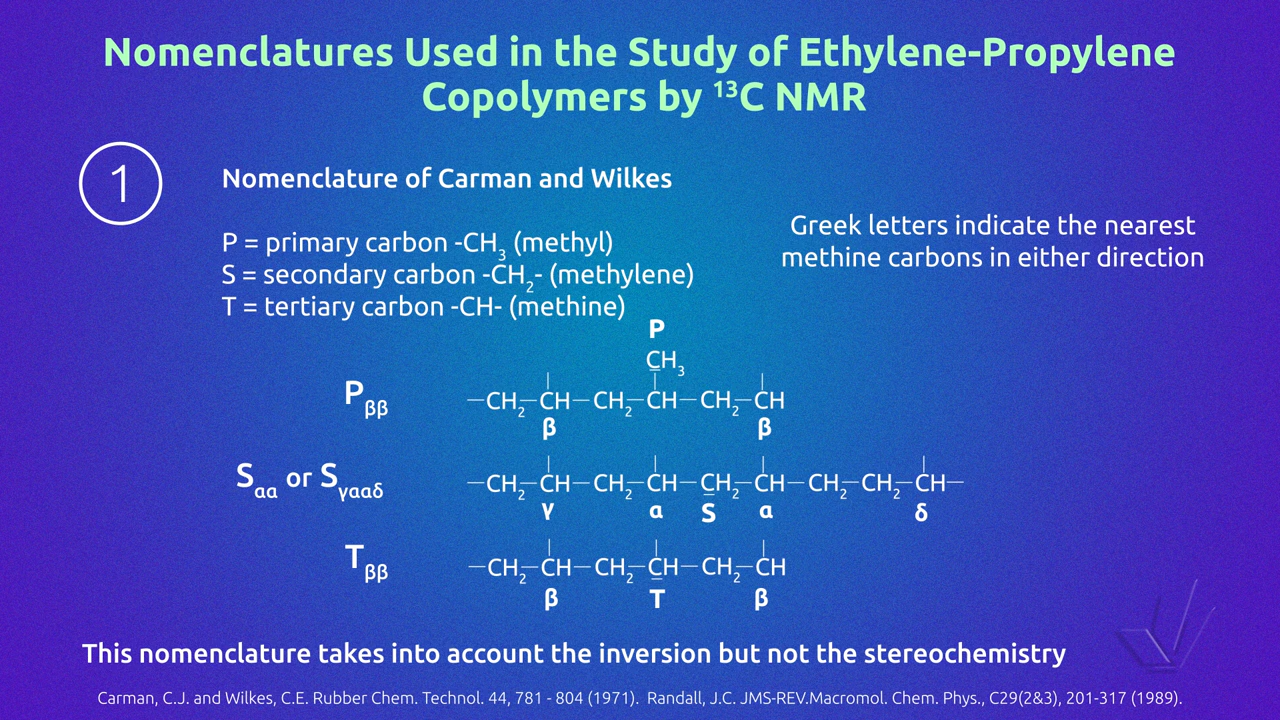 Nomenclatures Used in the Study of Ethylene-Propylene
Copolymers by ¹³C NMR
1
Nomenclature of Carman and Wilkes
P = primary carbon -CH₃ (methyl)
S = secondary carbon -CH₂- (methylene)
T = tertiary carbon -CH- (methine)
Greek letters indicate the nearest
methine carbons in either direction
P
CH₃
Pββ —CH₂—CH—CH₂—CH—CH₂—CH
β β
Sαα or Sγααδ —CH₂—CH—CH₂—CH—CH₂—CH—CH₂—CH₂—CH—
γ α S α δ
Tββ —CH₂—CH—CH₂—CH—CH₂—CH
β T β
This nomenclature takes into account the inversion but not the stereochemistry
Carman, C.J. and Wilkes, C.E. Rubber Chem. Technol. 44, 781 - 804 (1971). Randall, J.C. JMS-REV.Macromol. Chem. Phys., C29(2&3), 201-317 (1989).